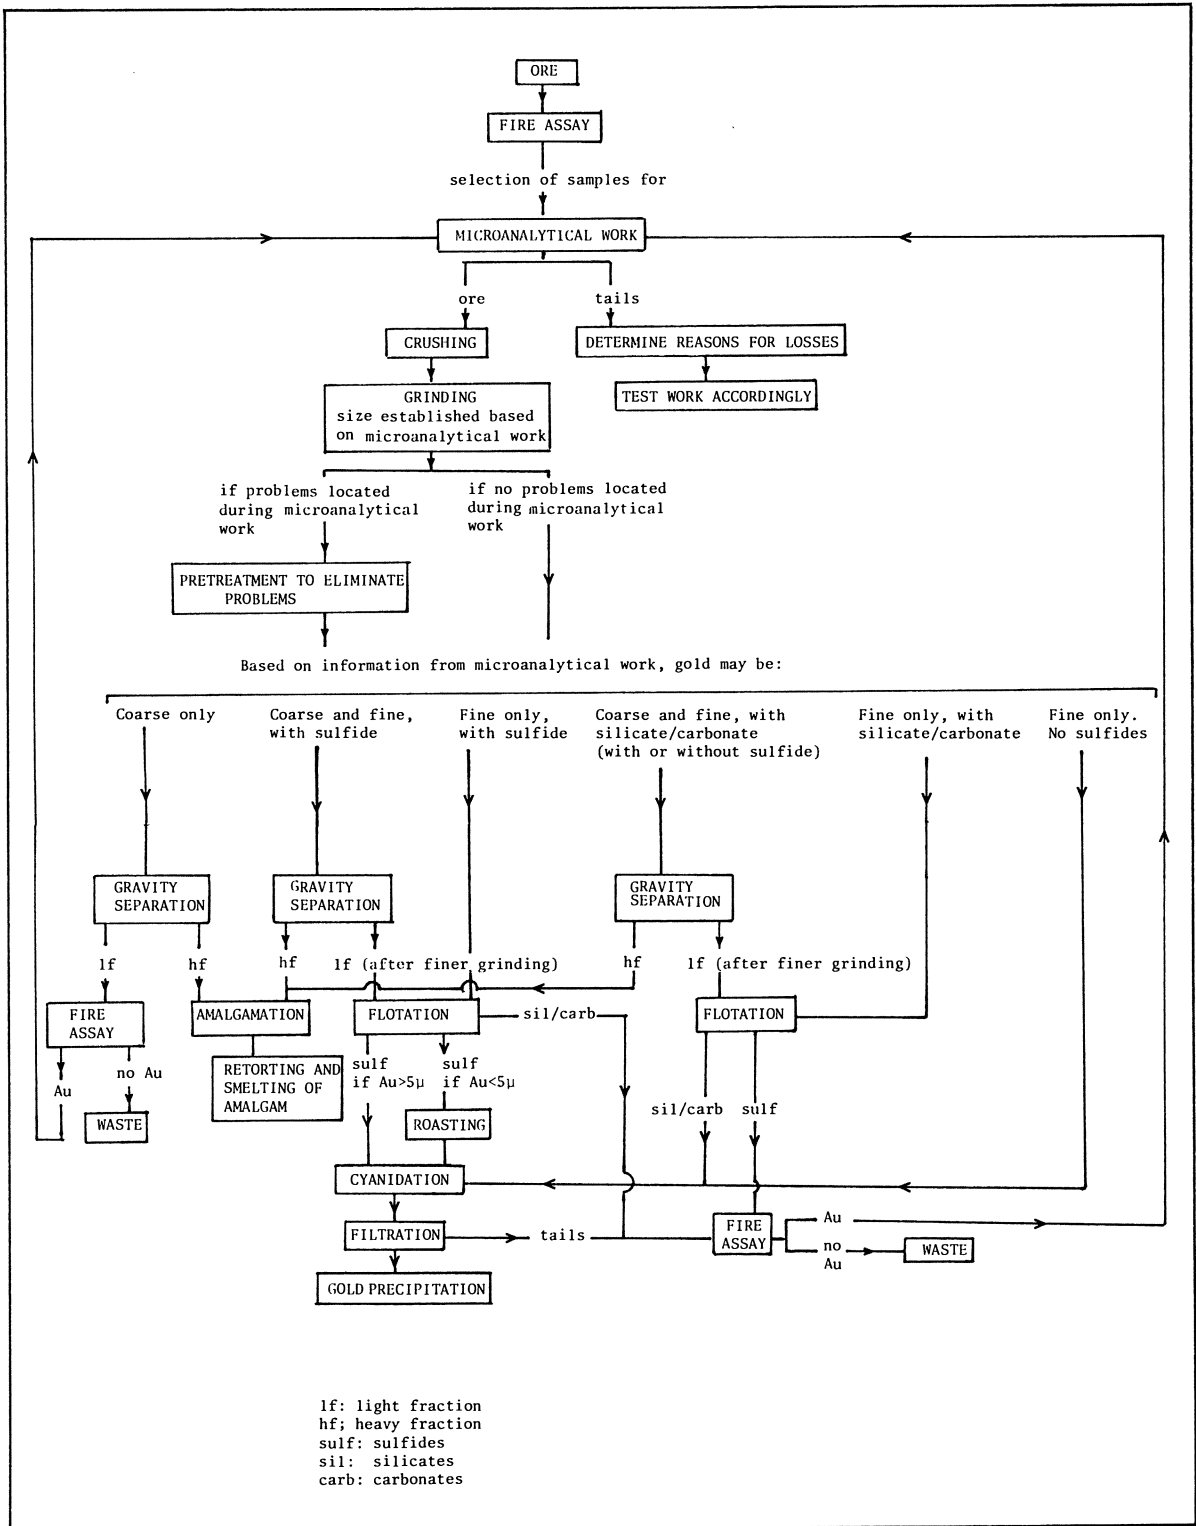 ORE
FIRE ASSAY
selection of samples for
MICROANALYTICAL WORK
ore
tails
CRUSHING
DETERMINE REASONS FOR LOSSES
GRINDING
size established based
on microanalytical work
TEST WORK ACCORDINGLY
if problems located
during microanalytical
work
if no problems located
during microanalytical
work
PRETREATMENT TO ELIMINATE
PROBLEMS
Based on information from microanalytical work, gold may be:
Coarse only
Coarse and fine,
with sulfide
Fine only,
with sulfide
Coarse and fine, with
silicate/carbonate
(with or without sulfide)
Fine only, with
silicate/carbonate
Fine only.
No sulfides
GRAVITY
SEPARATION
GRAVITY
SEPARATION
GRAVITY
SEPARATION
lf
hf
hf
lf (after finer grinding)
hf
lf (after finer grinding)
FIRE
ASSAY
AMALGAMATION
FLOTATION
sil/carb
FLOTATION
Au
no Au
RETORTING AND
SMELTING OF
AMALGAM
sulf
if Au>5μ
sulf
if Au<5μ
sil/carb
sulf
WASTE
ROASTING
CYANIDATION
FILTRATION
tails
FIRE
ASSAY
Au
no
Au
WASTE
GOLD PRECIPITATION
lf: light fraction
hf; heavy fraction
sulf: sulfides
sil: silicates
carb: carbonates